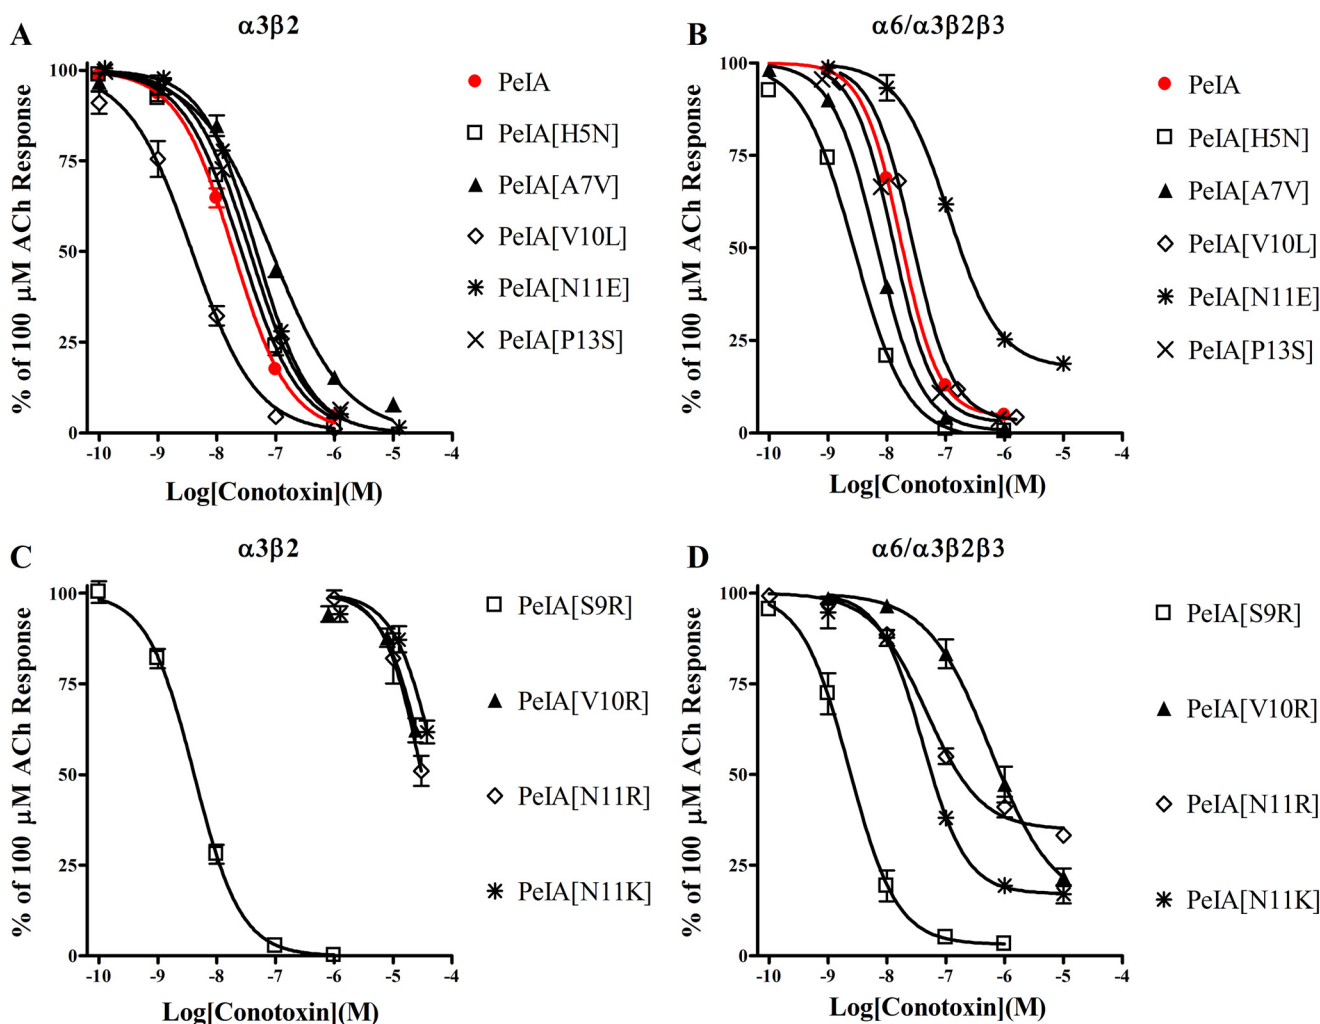 A
α3β2
% of 100 μM ACh Response
100
75
50
25
0
-10 -9 -8 -7 -6 -5 -4
Log[Conotoxin](M)
PeIA
PeIA[H5N]
PeIA[A7V]
PeIA[V10L]
PeIA[N11E]
PeIA[P13S]
B
α6/α3β2β3
% of 100 μM ACh Response
100
75
50
25
0
-10 -9 -8 -7 -6 -5 -4
Log[Conotoxin](M)
PeIA
PeIA[H5N]
PeIA[A7V]
PeIA[V10L]
PeIA[N11E]
PeIA[P13S]
C
α3β2
% of 100 μM ACh Response
100
75
50
25
0
-10 -9 -8 -7 -6 -5 -4
Log[Conotoxin](M)
PeIA[S9R]
PeIA[V10R]
PeIA[N11R]
PeIA[N11K]
D
α6/α3β2β3
% of 100 μM ACh Response
100
75
50
25
0
-10 -9 -8 -7 -6 -5 -4
Log[Conotoxin](M)
PeIA[S9R]
PeIA[V10R]
PeIA[N11R]
PeIA[N11K]